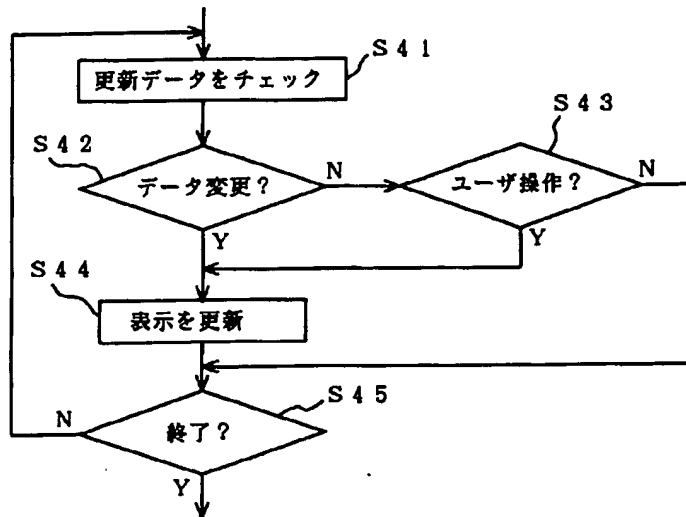 S41
更新データをチェック
S42
データ変更?
N
S43
ユーザ操作?
N
Y
Y
S44
表示を更新
S45
終了?
N
Y